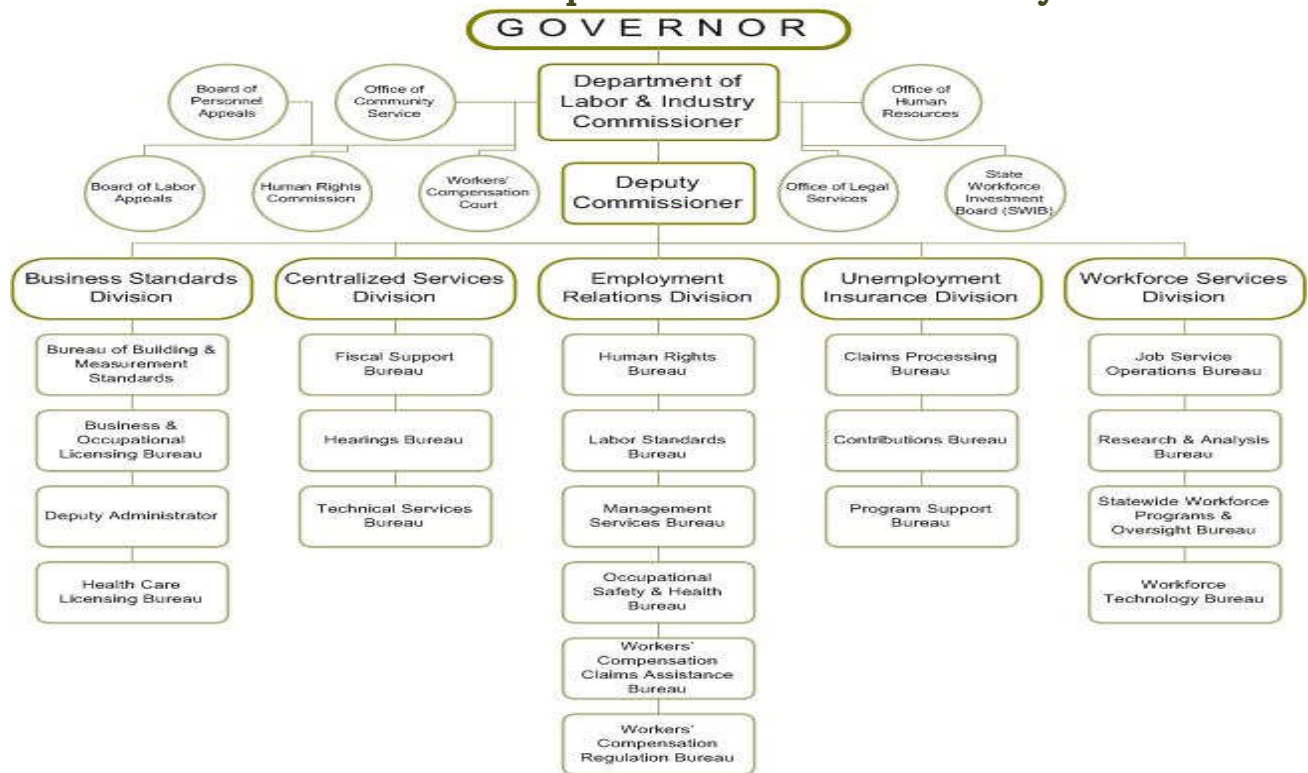 GOVERNOR
Department of
Labor & Industry
Commissioner
Board of
Personnel
Appeals
Office of
Community
Service
Office of
Human
Resources
Board of Labor
Appeals
Human Rights
Commission
Workers'
Compensation
Court
Deputy
Commissioner
Office of Legal
Services
State
Workforce
Investment
Board (SWIB)
Business Standards
Division
Bureau of Building &
Measurement
Standards
Business &
Occupational
Licensing Bureau
Deputy Administrator
Health Care
Licensing Bureau
Centralized Services
Division
Fiscal Support
Bureau
Hearings Bureau
Technical Services
Bureau
Employment
Relations Division
Human Rights
Bureau
Labor Standards
Bureau
Management
Services Bureau
Occupational
Safety & Health
Bureau
Workers'
Compensation
Claims Assistance
Bureau
Workers'
Compensation
Regulation Bureau
Unemployment
Insurance Division
Claims Processing
Bureau
Contributions Bureau
Program Support
Bureau
Workforce Services
Division
Job Service
Operations Bureau
Research & Analysis
Bureau
Statewide Workforce
Programs &
Oversight Bureau
Workforce
Technology Bureau